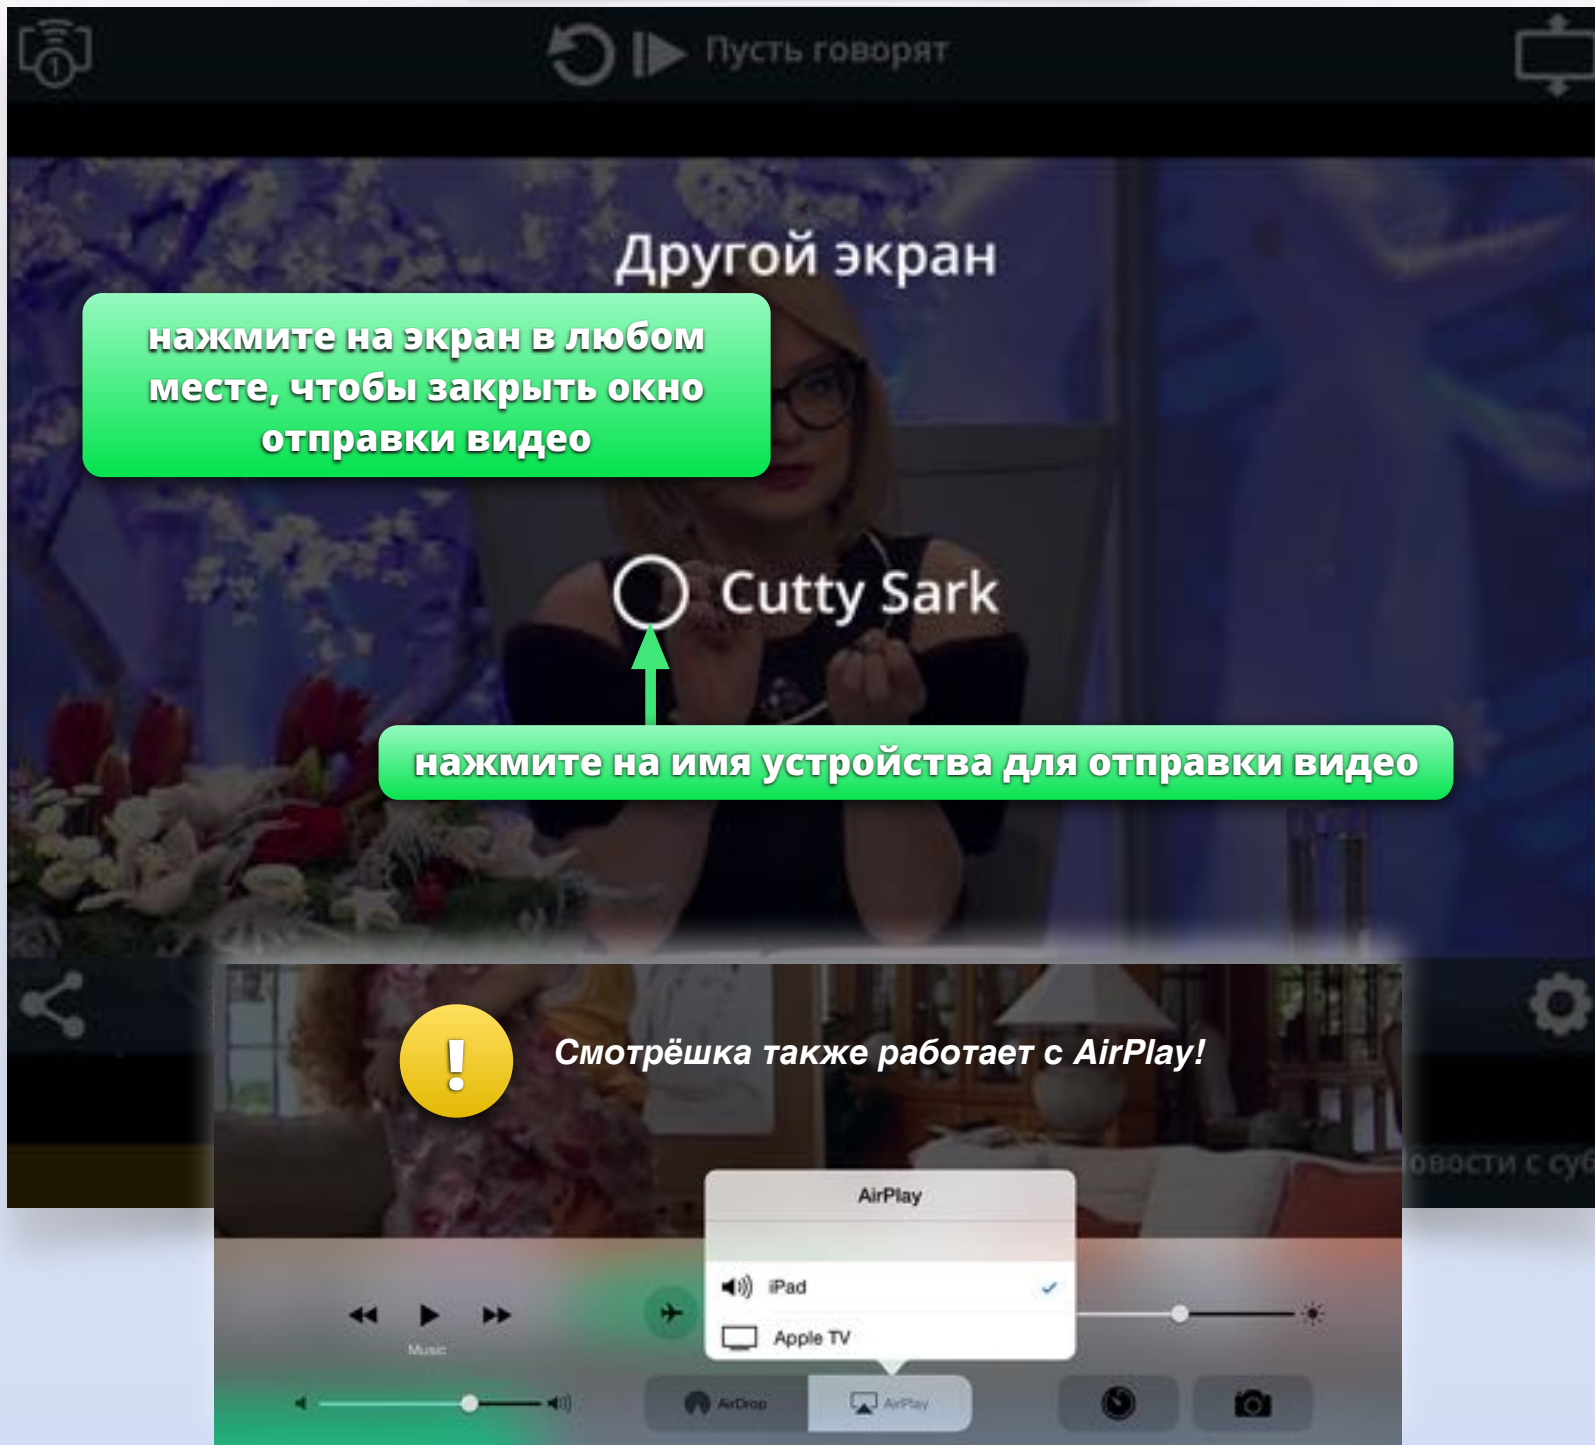 1
Пусть говорят
Другой экран
нажмите на экран в любом
месте, чтобы закрыть окно
отправки видео
Cutty Sark
нажмите на имя устройства для отправки видео
!
Смотрёшка также работает с AirPlay!
овости с суб
AirPlay
iPad
Apple TV
Music
AirDrop
AirPlay